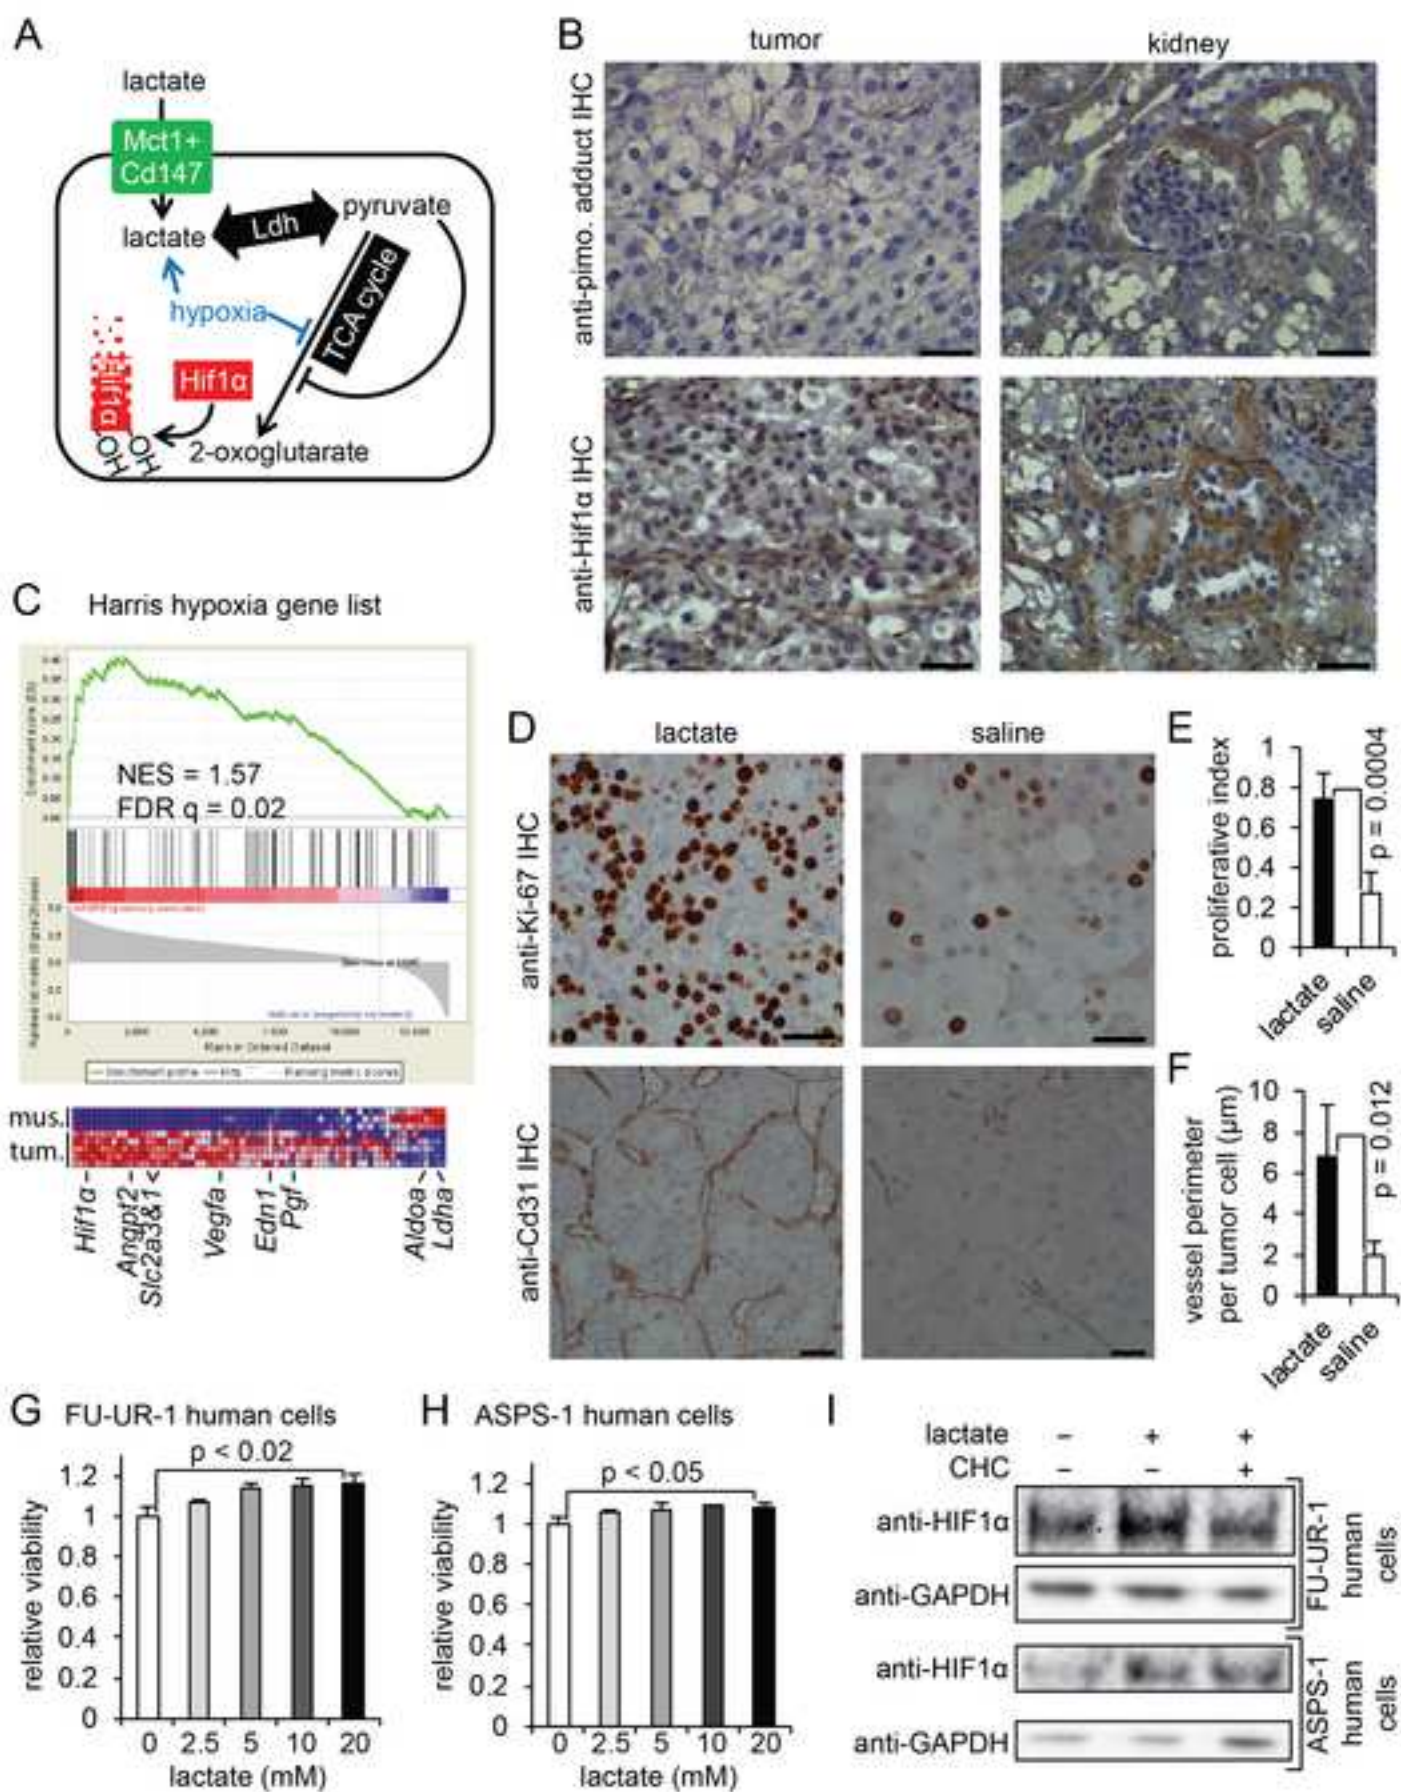 A
lactate
Mct1+
Cd147
lactate
Ldh
pyruvate
hypoxia
TCA cycle
Hif1α
Hif1α
OH
OH
2-oxoglutarate
B
tumor
kidney
anti-pimo. adduct IHC
anti-Hif1α IHC
C
Harris hypoxia gene list
NES = 1.57
FDR q = 0.02
Rank in Ordered Dataset
mus.
tum.
Hif1α
Angpt2
Slc2a3&1
Vegfa
Edn1
Pgf
Aldoa
Ldha
D
lactate
saline
anti-Ki-67 IHC
anti-Cd31 IHC
E
proliferative index
1
0.8
0.6
0.4
0.2
0
p = 0.0004
lactate
saline
F
vessel perimeter
per tumor cell (µm)
10
8
6
4
2
0
p = 0.012
lactate
saline
G
FU-UR-1 human cells
p < 0.02
relative viability
1.2
1
0.8
0.6
0.4
0.2
0
0 2.5 5 10 20
lactate (mM)
H
ASPS-1 human cells
p < 0.05
relative viability
1.2
1
0.8
0.6
0.4
0.2
0
0 2.5 5 10 20
lactate (mM)
I
lactate – + +
CHC – – +
anti-HIF1α
anti-GAPDH
FU-UR-1
human
cells
anti-HIF1α
anti-GAPDH
ASPS-1
human
cells